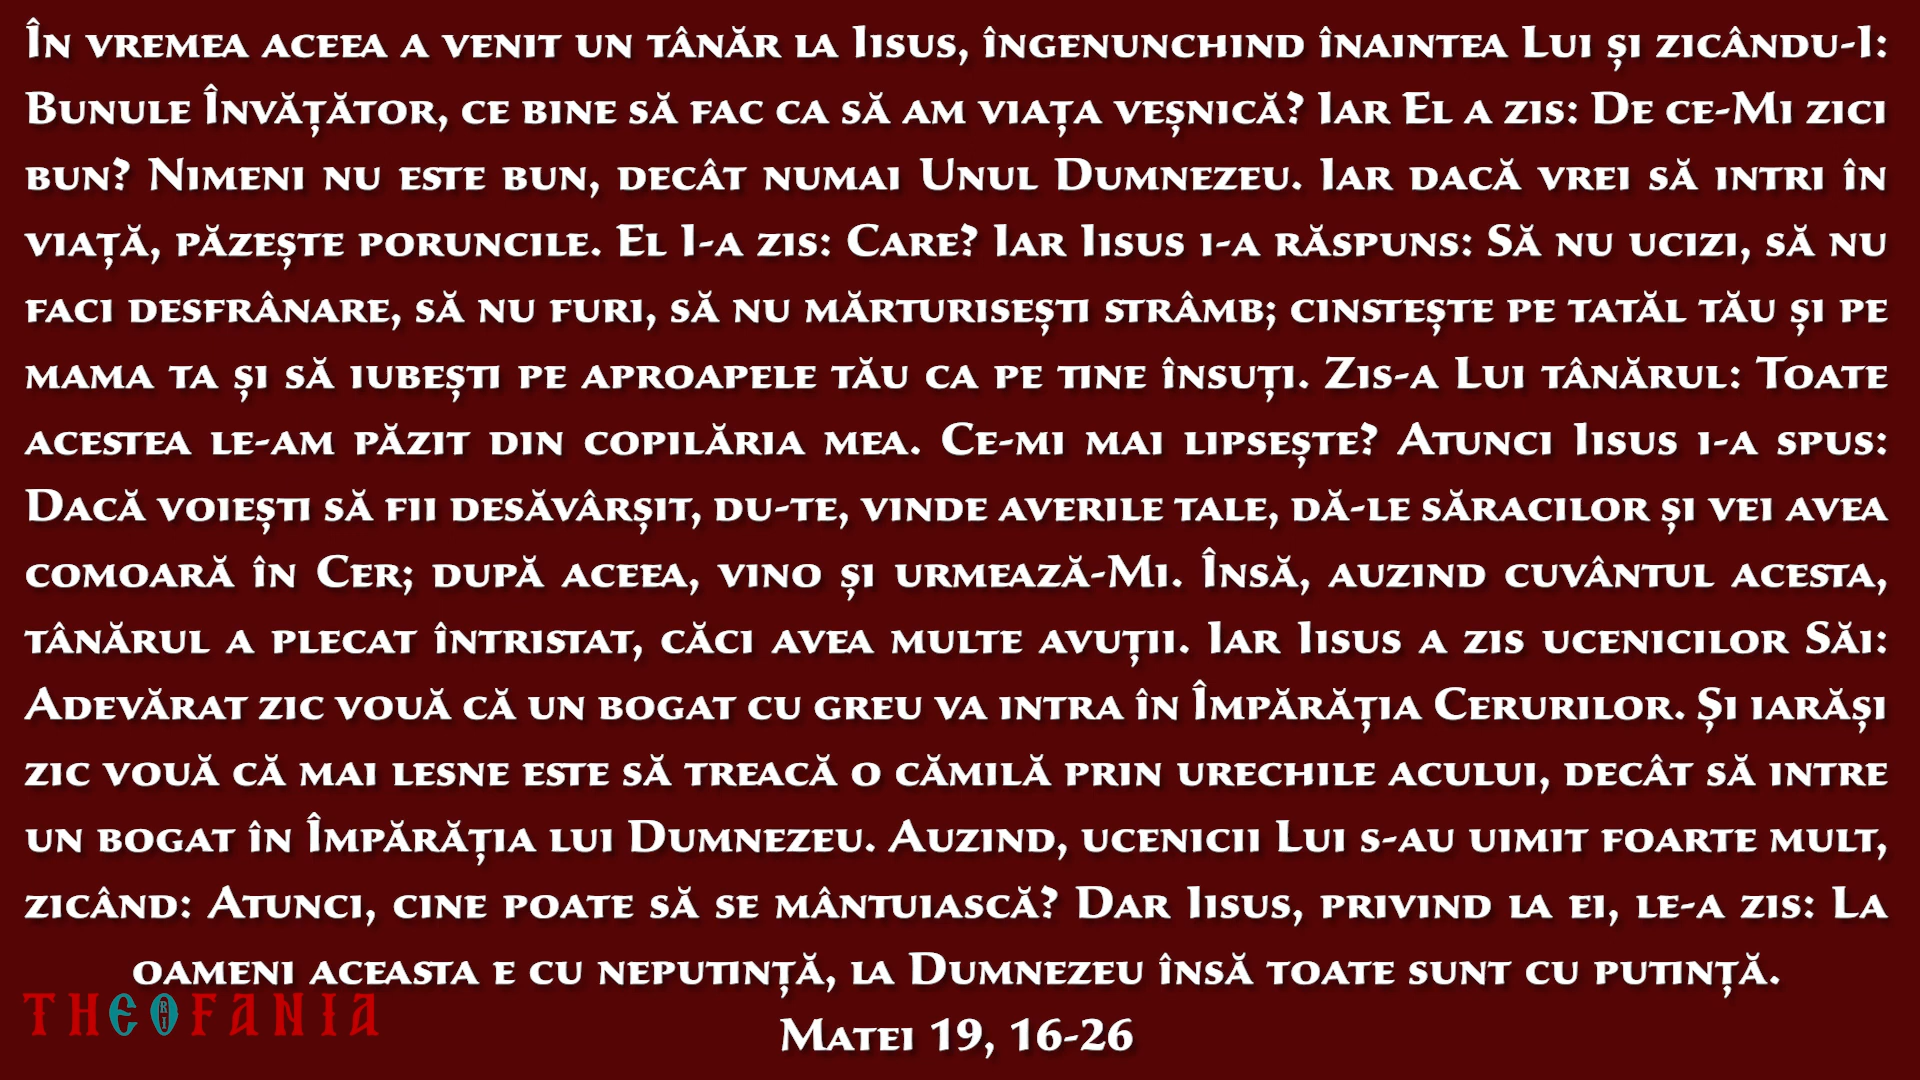 În vremea aceea a venit un tânăr la Iisus, îngenunchind înaintea Lui și zicându-I:
Bunule Învățător, ce bine să fac ca să am viața veșnică? Iar El a zis: De ce-Mi zici
bun? Nimeni nu este bun, decât numai Unul Dumnezeu. Iar dacă vrei să intri în
viață, păzește poruncile. El I-a zis: Care? Iar Iisus i-a răspuns: Să nu ucizi, să nu
faci desfrânare, să nu furi, să nu mărturisești strâmb; cinstește pe tatăl tău și pe
mama ta și să iubești pe aproapele tău ca pe tine însuți. Zis-a Lui tânărul: Toate
acestea le-am păzit din copilăria mea. Ce-mi mai lipsește? Atunci Iisus i-a spus:
Dacă voiești să fii desăvârșit, du-te, vinde averile tale, dă-le săracilor și vei avea
comoară în Cer; după aceea, vino și urmează-Mi. Însă, auzind cuvântul acesta,
tânărul a plecat întristat, căci avea multe avuții. Iar Iisus a zis ucenicilor Săi:
Adevărat zic vouă că un bogat cu greu va intra în Împărăția Cerurilor. Și iarăși
zic vouă că mai lesne este să treacă o cămilă prin urechile acului, decât să intre
un bogat în Împărăția lui Dumnezeu. Auzind, ucenicii Lui s-au uimit foarte mult,
zicând: Atunci, cine poate să se mântuiască? Dar Iisus, privind la ei, le-a zis: La
oameni aceasta e cu neputință, la Dumnezeu însă toate sunt cu putință.
THEOFANIA
Matei 19, 16-26